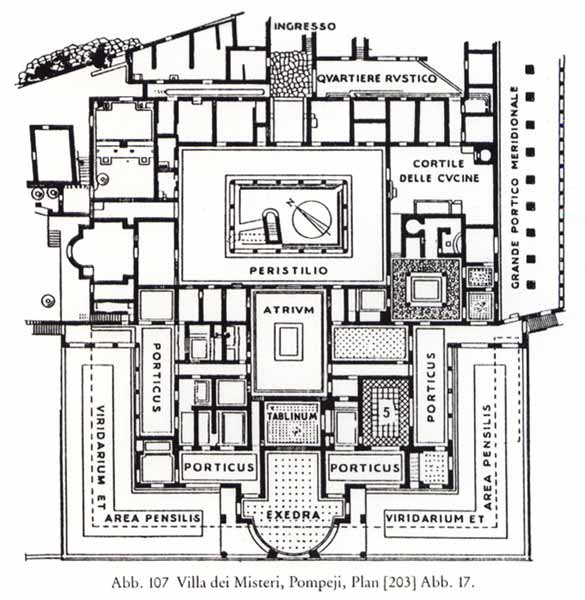 INGRESSO
QVARTIERE RVSTICO
GRANDE PORTICO MERIDIONALE
CORTILE
DELLE CVCINE
PERISTILIO
ATRIVM
PORTICUS
PORTICUS
TABLINUM
5
VIRIDARIUM ET
AREA PENSILIS
PORTICUS
PORTICUS
EXEDRA
VIRIDARIUM ET
AREA PENSILIS
Abb. 107 Villa dei Misteri, Pompeji, Plan [203] Abb. 17.